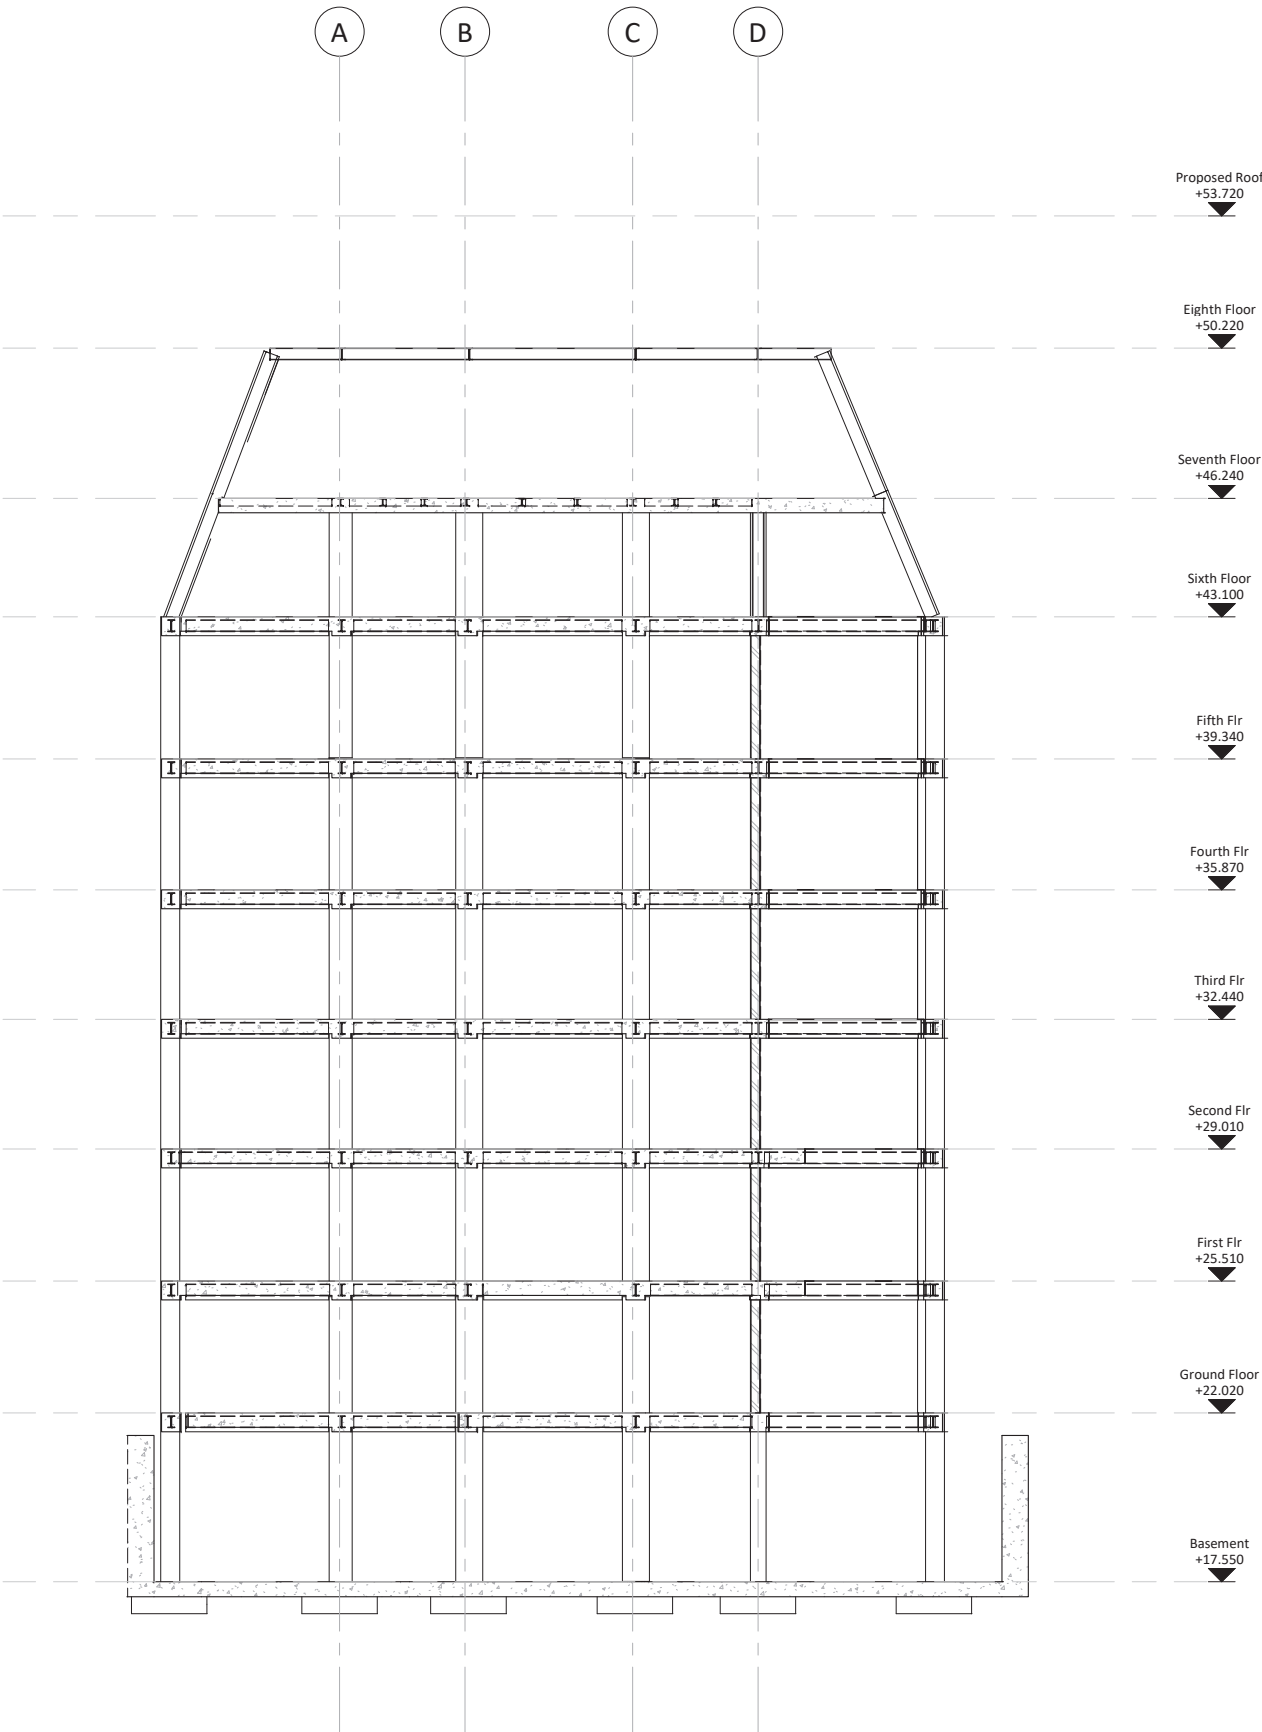 A
B
C
D
Proposed Roof
+53.720
Eighth Floor
+50.220
Seventh Floor
+46.240
Sixth Floor
+43.100
Fifth Flr
+39.340
Fourth Flr
+35.870
Third Flr
+32.440
Second Flr
+29.010
First Flr
+25.510
Ground Floor
+22.020
Basement
+17.550